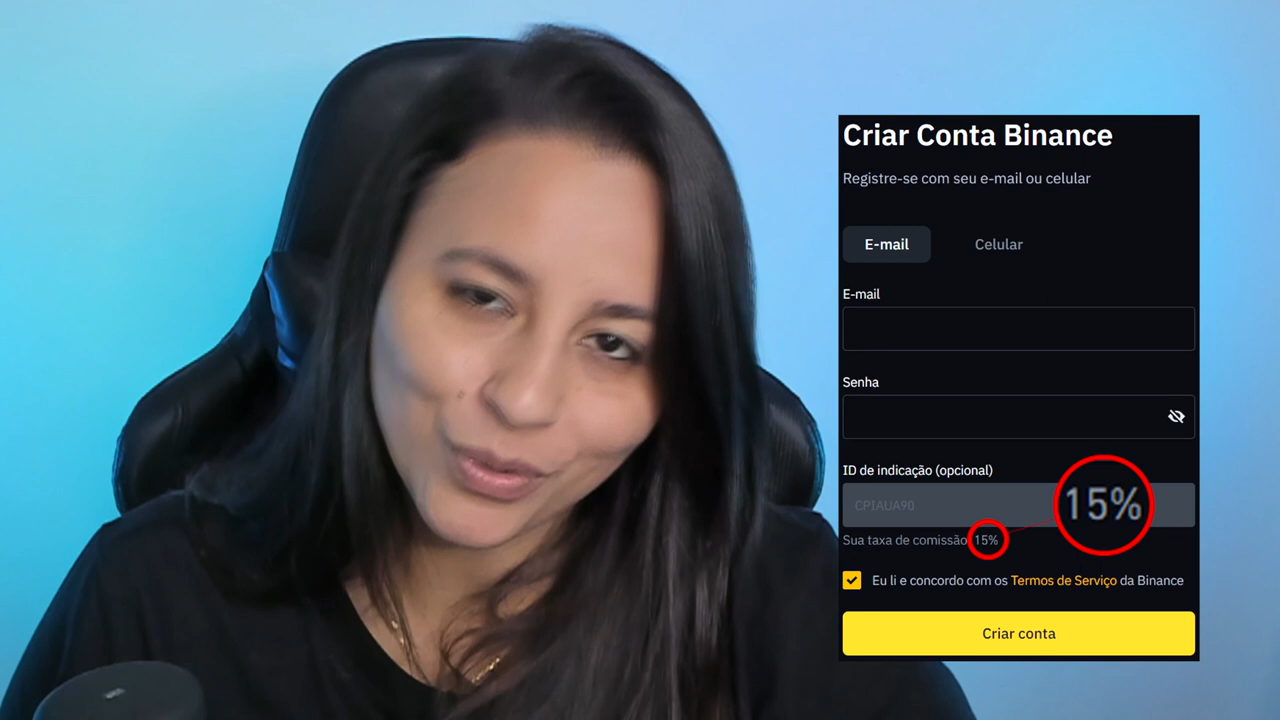 Criar Conta Binance
Registre-se com seu e-mail ou celular
E-mail Celular
E-mail
Senha
ID de indicação (opcional)
CPIAUA90
15%
Sua taxa de comissão 15%
Eu li e concordo com os Termos de Serviço da Binance
Criar conta